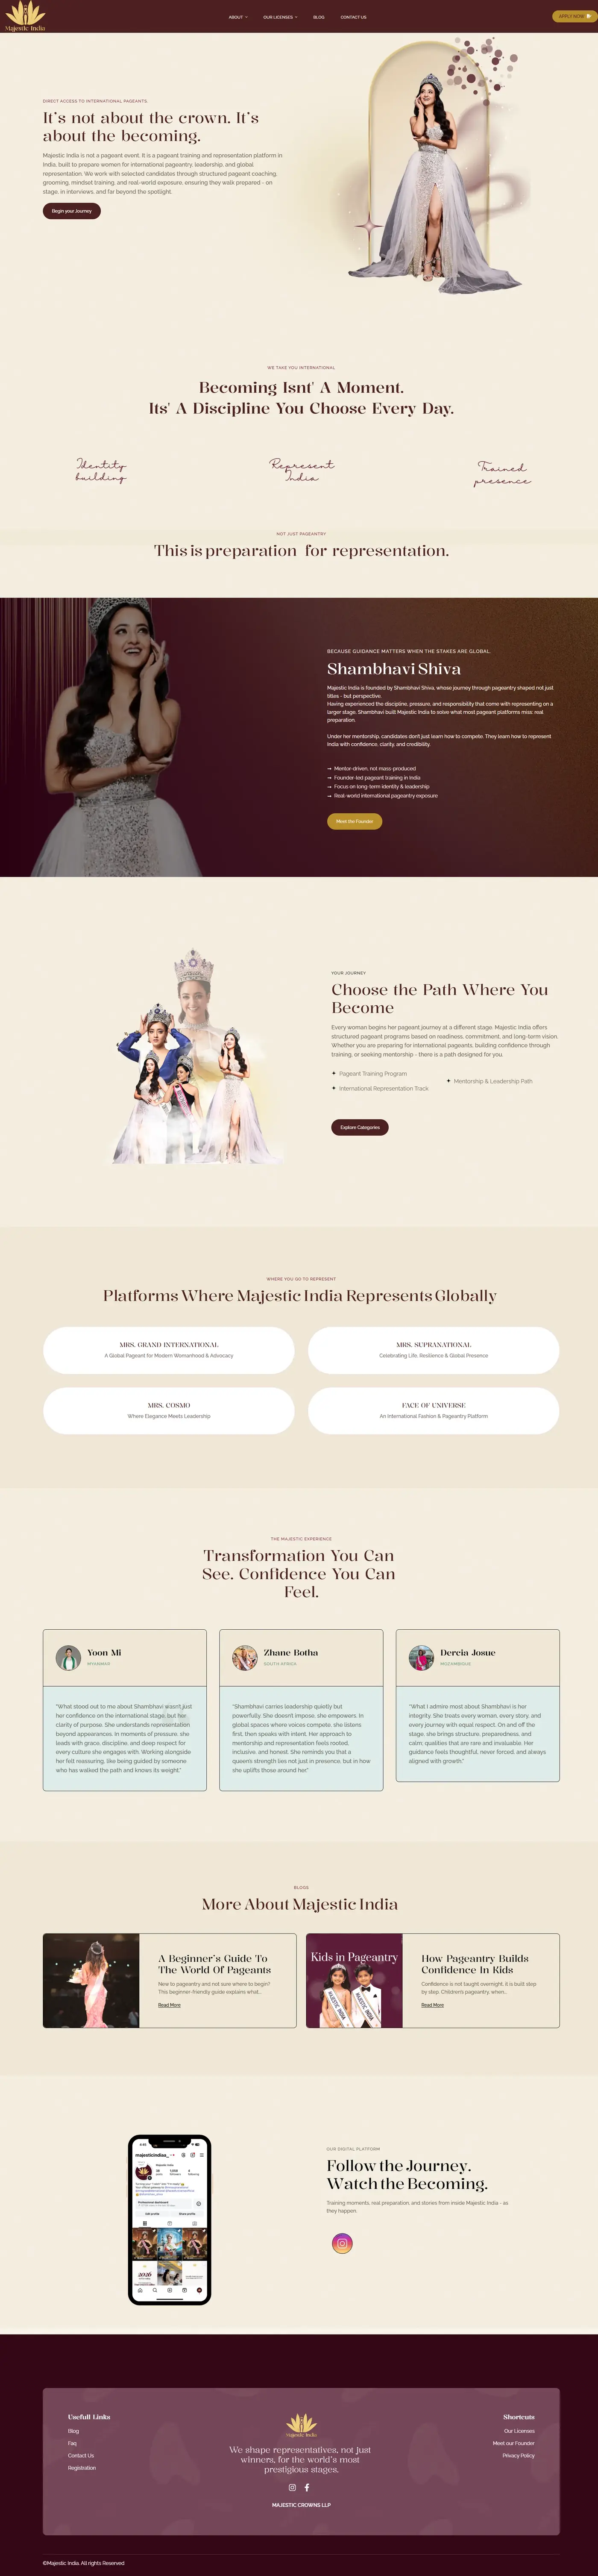 Majestic India
ABOUT
OUR LICENSES
BLOG
CONTACT US
APPLY NOW
DIRECT ACCESS TO INTERNATIONAL PAGEANTS.
It's not about the crown. It's
about the becoming.
Majestic India is not a pageant event. It is a pageant training and representation platform in
India, built to prepare women for international pageantry, leadership, and global
representation. We work with selected candidates through structured pageant coaching,
grooming, mindset training, and real-world exposure, ensuring they walk prepared - on
stage, in interviews, and far beyond the spotlight.
Begin your Journey
WE TAKE YOU INTERNATIONAL
Becoming Isnt' A Moment.
Its' A Discipline You Choose Every Day.
Identity
building
Represent
India
Trained
presence
NOT JUST PAGEANTRY
This is preparation for representation.
BECAUSE GUIDANCE MATTERS WHEN THE STAKES ARE GLOBAL.
Shambhavi Shiva
Majestic India is founded by Shambhavi Shiva, whose journey through pageantry shaped not just
titles - but perspective.
Having experienced the discipline, pressure, and responsibility that come with representing on a
larger stage, Shambhavi built Majestic India to solve what most pageant platforms miss: real
preparation.
Under her mentorship, candidates don't just learn how to compete. They learn how to represent
India with confidence, clarity, and credibility.
→ Mentor-driven, not mass-produced
→ Founder-led pageant training in India
→ Focus on long-term identity & leadership
→ Real-world international pageantry exposure
Meet the Founder
YOUR JOURNEY
Choose the Path Where You
Become
Every woman begins her pageant journey at a different stage. Majestic India offers
structured pageant programs based on readiness, commitment, and long-term vision.
Whether you are preparing for international pageants, building confidence through
training, or seeking mentorship - there is a path designed for you.
Pageant Training Program
Mentorship & Leadership Path
International Representation Track
Explore Categories
WHERE YOU GO TO REPRESENT
Platforms Where Majestic India Represents Globally
MRS. GRAND INTERNATIONAL
A Global Pageant for Modern Womanhood & Advocacy
MRS. SUPRANATIONAL
Celebrating Life, Resilience & Global Presence
MRS. COSMO
Where Elegance Meets Leadership
FACE OF UNIVERSE
An International Fashion & Pageantry Platform
THE MAJESTIC EXPERIENCE
Transformation You Can
See. Confidence You Can
Feel.
Yoon Mi
MYANMAR
"What stood out to me about Shambhavi wasn't just
her confidence on the international stage, but her
clarity of purpose. She understands representation
beyond appearances. In moments of pressure, she
leads with grace, discipline, and deep respect for
every culture she engages with. Working alongside
her felt reassuring, like being guided by someone
who has walked the path and knows its weight."
Zhane Botha
SOUTH AFRICA
"Shambhavi carries leadership quietly but
powerfully. She doesn't impose; she empowers. In
global spaces where voices compete, she listens
first, then speaks with intent. Her approach to
mentorship and representation feels rooted,
inclusive, and honest. She reminds you that a
queen's strength lies not just in presence, but in how
she uplifts those around her."
Dercia Josue
MOZAMBIQUE
"What I admire most about Shambhavi is her
integrity. She treats every woman, every story, and
every journey with equal respect. On and off the
stage, she brings structure, preparedness, and
calm, qualities that are rare and invaluable. Her
guidance feels thoughtful, never forced, and always
aligned with growth."
BLOGS
More About Majestic India
A Beginner's Guide To
The World Of Pageants
New to pageantry and not sure where to begin?
This beginner-friendly guide explains what...
Read More
Kids in Pageantry
How Pageantry Builds
Confidence In Kids
Confidence is not taught overnight. It is built step
by step. Children's pageantry, when...
Read More
majesticindiaa_
Majestic India
Professional dashboard
Edit profile
Share profile
2026
OUR DIGITAL PLATFORM
Follow the Journey.
Watch the Becoming.
Training moments, real preparation, and stories from inside Majestic India - as
they happen.
Usefull Links
Blog
Faq
Contact Us
Registration
Majestic India
We shape representatives, not just
winners, for the world's most
prestigious stages.
MAJESTIC CROWNS LLP
Shortcuts
Our Licenses
Meet our Founder
Privacy Policy
©Majestic India, All rights Reserved